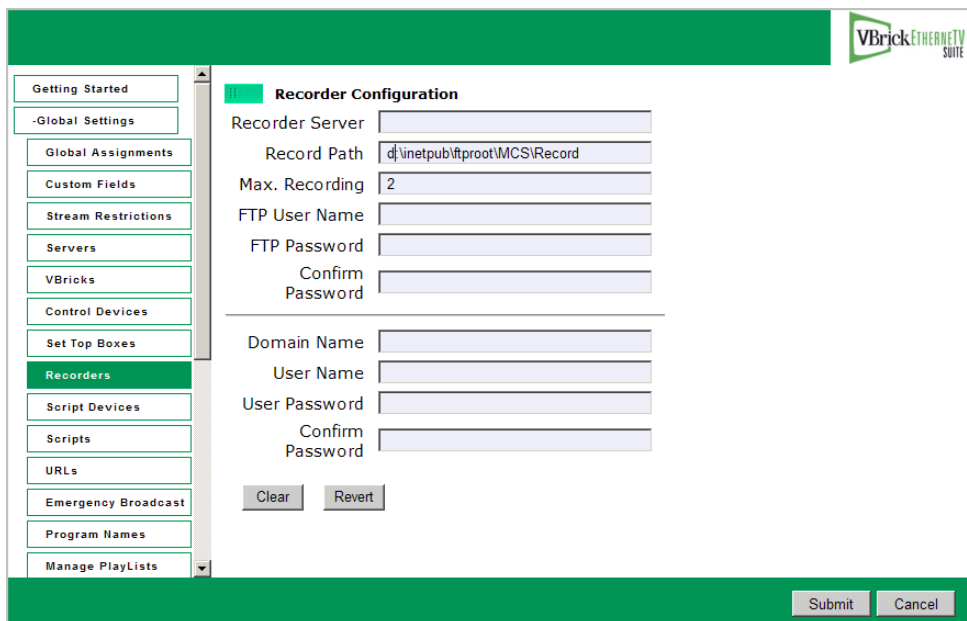 VBrick ETHERNETV
SUITE
Getting Started
-Global Settings
Global Assignments
Custom Fields
Stream Restrictions
Servers
VBricks
Control Devices
Set Top Boxes
Recorders
Script Devices
Scripts
URLs
Emergency Broadcast
Program Names
Manage PlayLists
Recorder Configuration
Recorder Server
Record Path d:\inetpub\ftproot\MCS\Record
Max. Recording 2
FTP User Name
FTP Password
Confirm
Password
Domain Name
User Name
User Password
Confirm
Password
Clear Revert
Submit Cancel